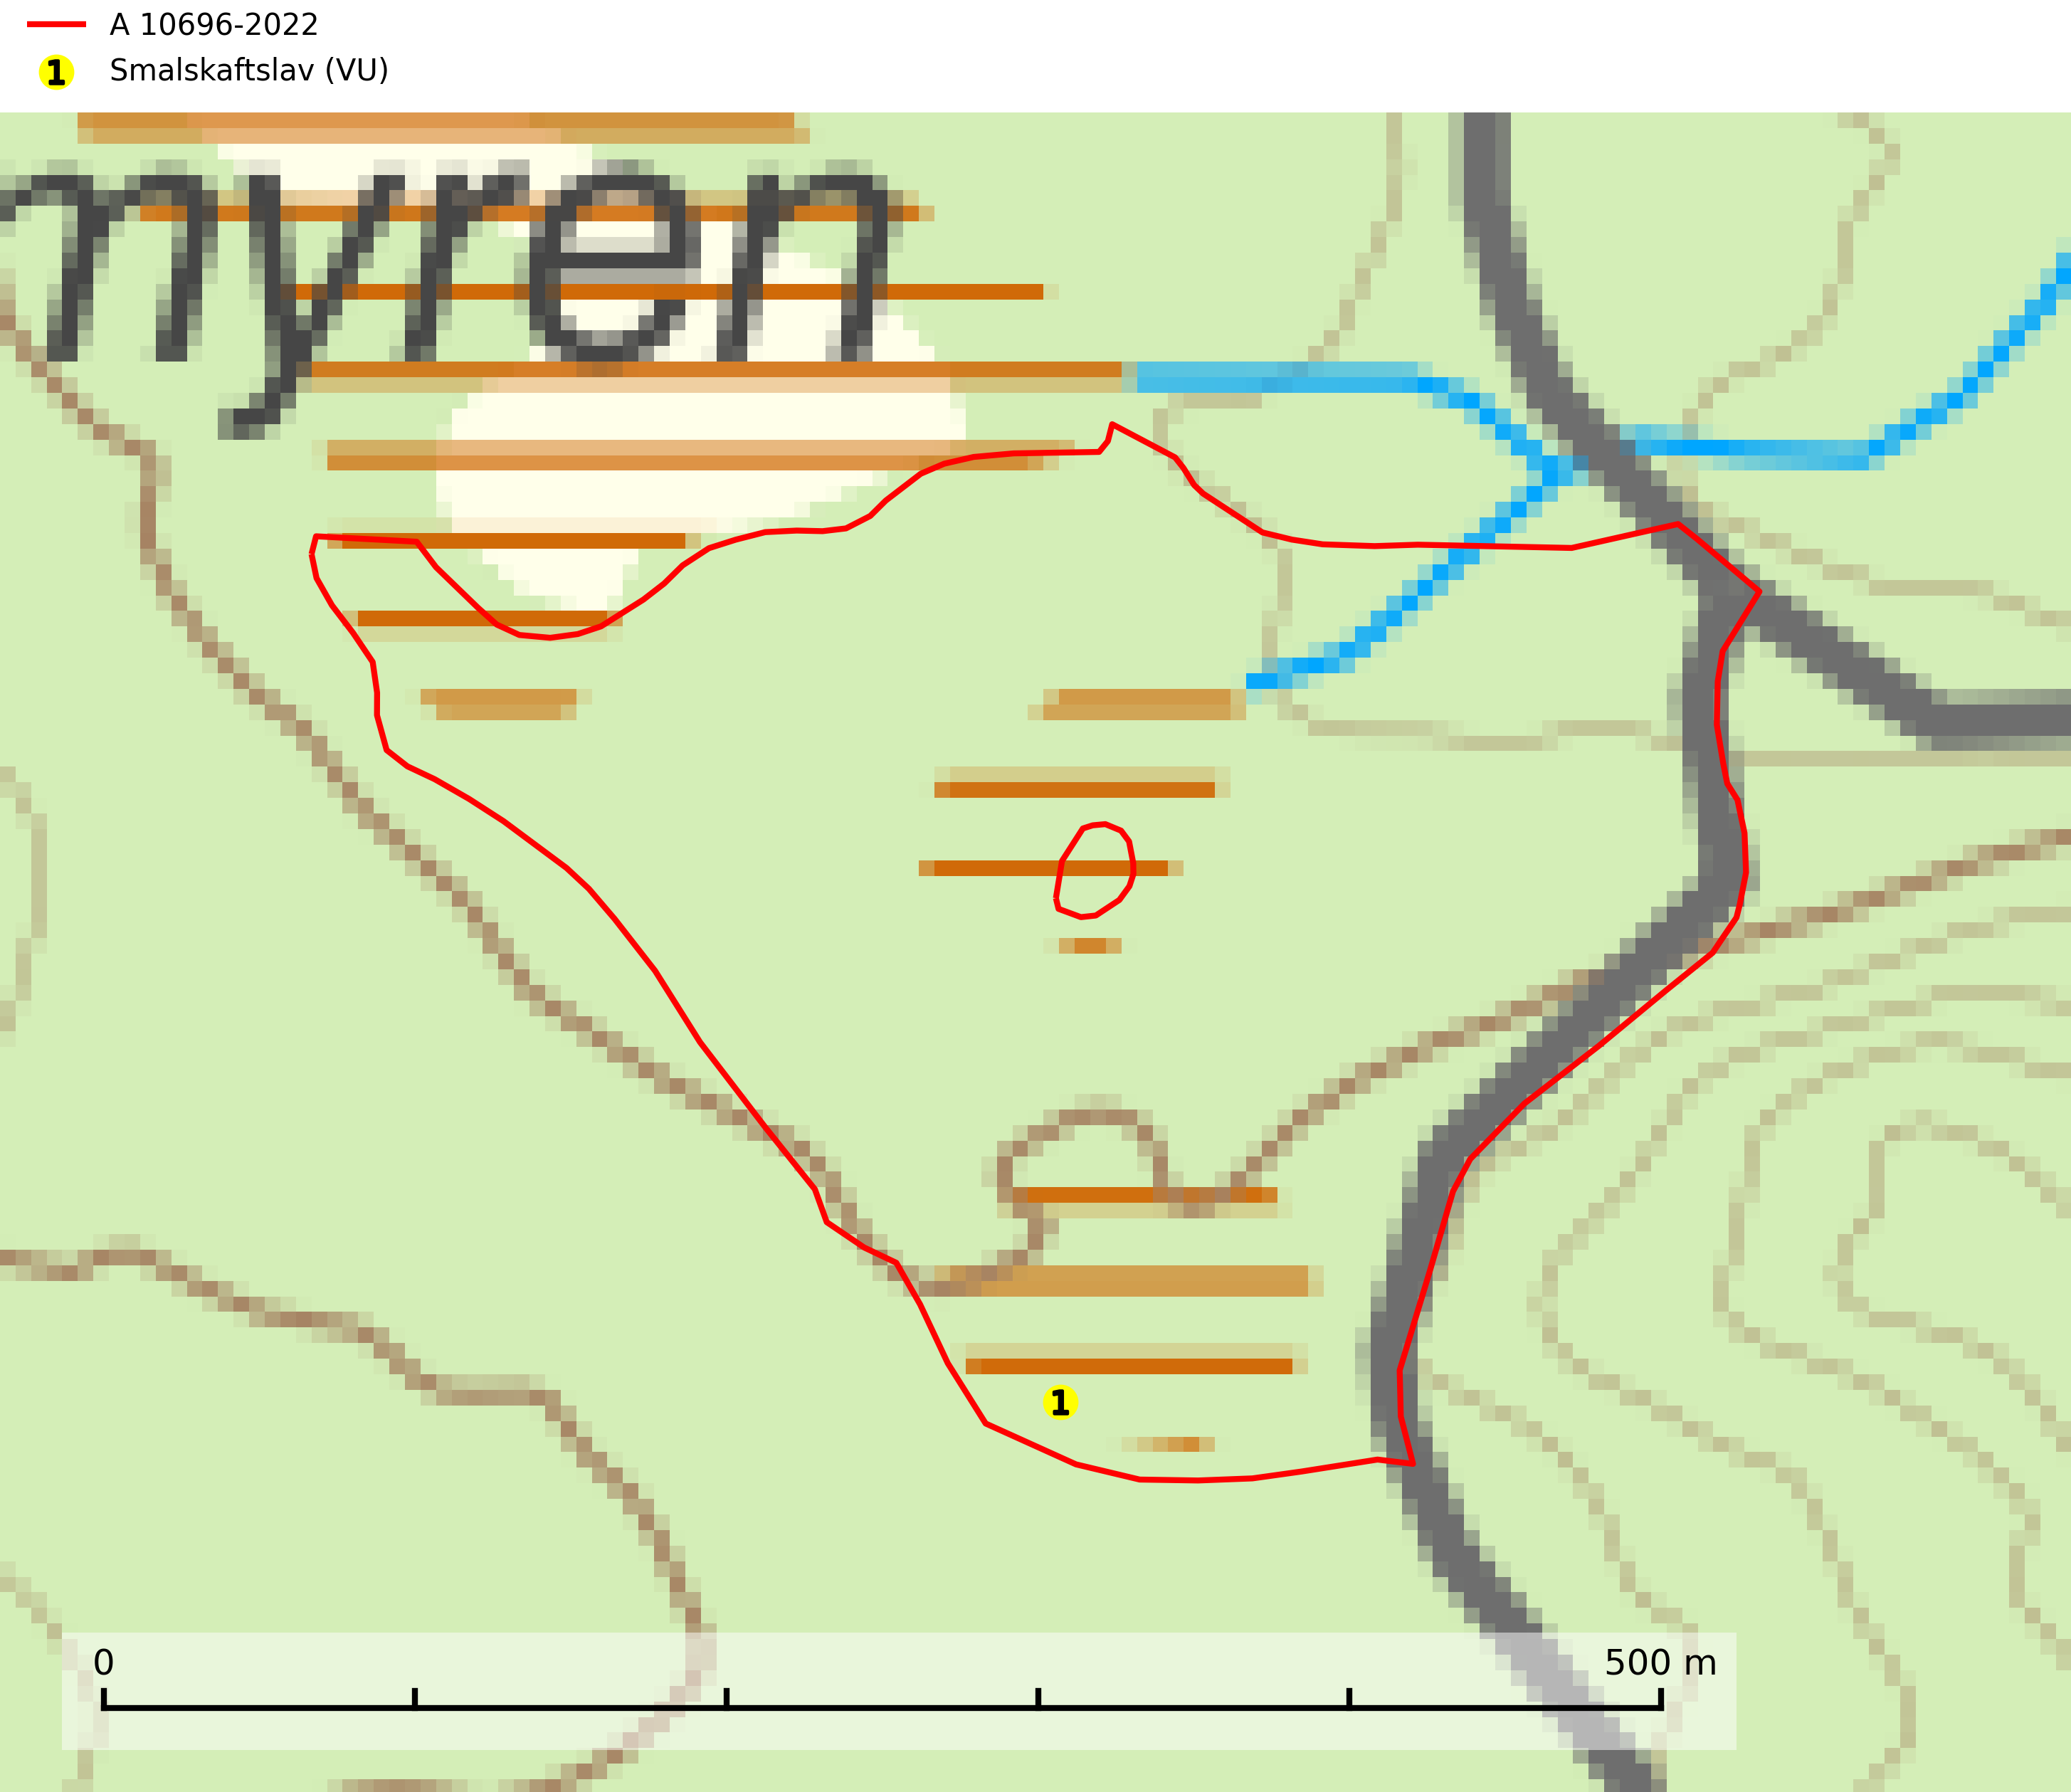 A 10696-2022
1 Smalskaftslav (VU)
myren
1
0 500 m